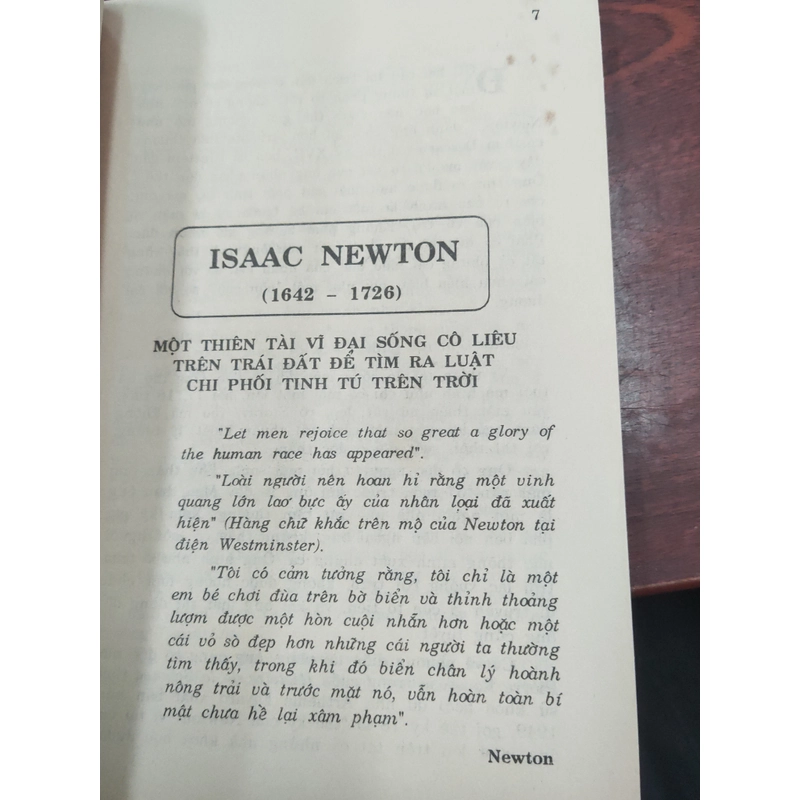 7
ISAAC NEWTON
(1642 - 1726)
MỘT THIÊN TÀI VĨ ĐẠI SỐNG CÔ LIÊU
TRÊN TRÁI ĐẤT ĐỂ TÌM RA LUẬT
CHI PHỐI TINH TÚ TRÊN TRỜI
"Let men rejoice that so great a glory of
the human race has appeared".
"Loài người nên hoan hỉ rằng một vinh
quang lớn lao bực ấy của nhân loại đã xuất
hiện" (Hàng chữ khắc trên mộ của Newton tại
điện Westminster).
"Tôi có cảm tưởng rằng, tôi chỉ là một
em bé chơi đùa trên bờ biển và thỉnh thoảng
lượm được một hòn cuội nhẵn hơn hoặc một
cái vỏ sò đẹp hơn những cái người ta thường
tìm thấy, trong khi đó biển chân lý hoành
nông trải và trước mặt nó, vẫn hoàn toàn bí
mật chưa hề lại xâm phạm".
Newton